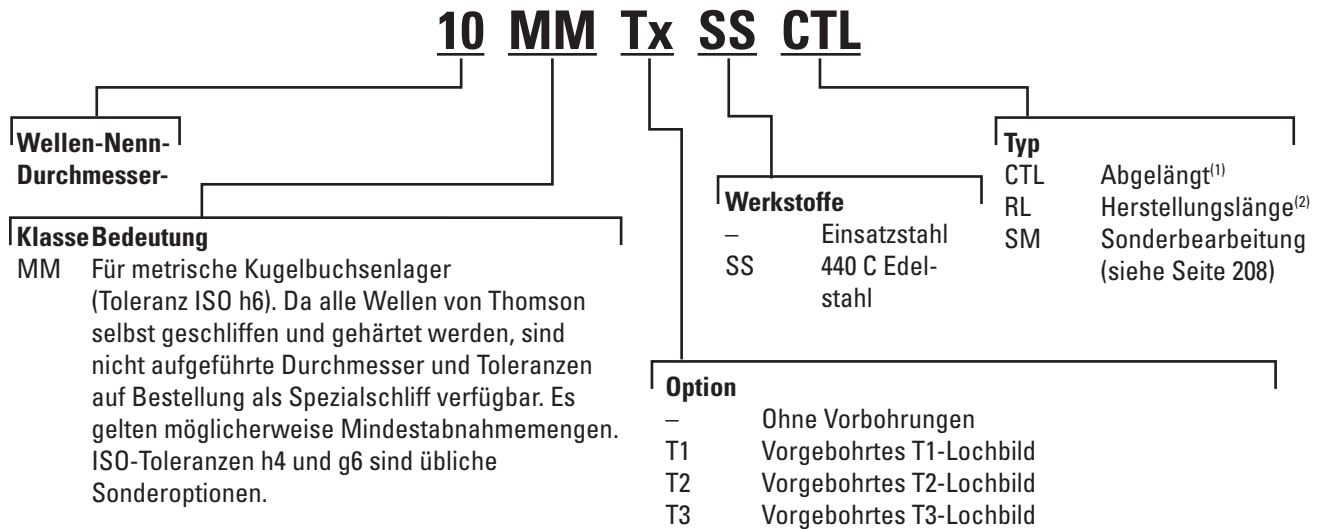 10 MM Tx SS CTL
Wellen-Nenn-
Durchmesser-
Klasse Bedeutung
MM Für metrische Kugelbuchsenlager
(Toleranz ISO h6). Da alle Wellen von Thomson
selbst geschliffen und gehärtet werden, sind
nicht aufgeführte Durchmesser und Toleranzen
auf Bestellung als Spezialschliff verfügbar. Es
gelten möglicherweise Mindestabnahmemengen.
ISO-Toleranzen h4 und g6 sind übliche
Sonderoptionen.
Werkstoffe
– Einsatzstahl
SS 440 C Edel-
stahl
Typ
CTL Abgelängt(1)
RL Herstellungslänge(2)
SM Sonderbearbeitung
(siehe Seite 208)
Option
– Ohne Vorbohrungen
T1 Vorgebohrtes T1-Lochbild
T2 Vorgebohrtes T2-Lochbild
T3 Vorgebohrtes T3-Lochbild